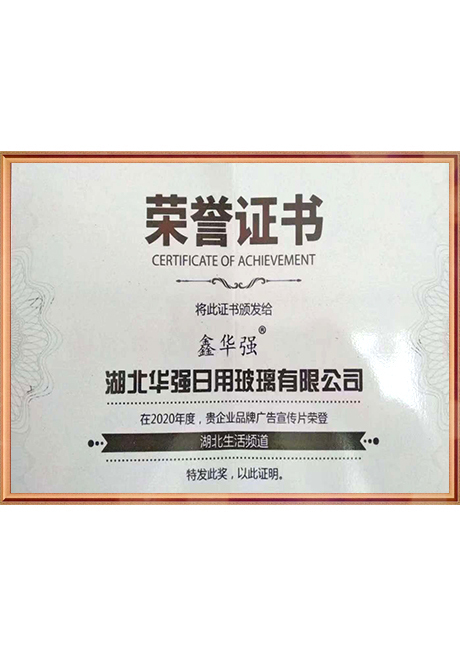 荣誉证书
CERTIFICATE OF ACHIEVEMENT
将此证书颁发给
鑫华强®
湖北华强日用玻璃有限公司
在2020年度，贵企业品牌广告宣传片荣登
湖北生活频道
特发此奖，以此证明。